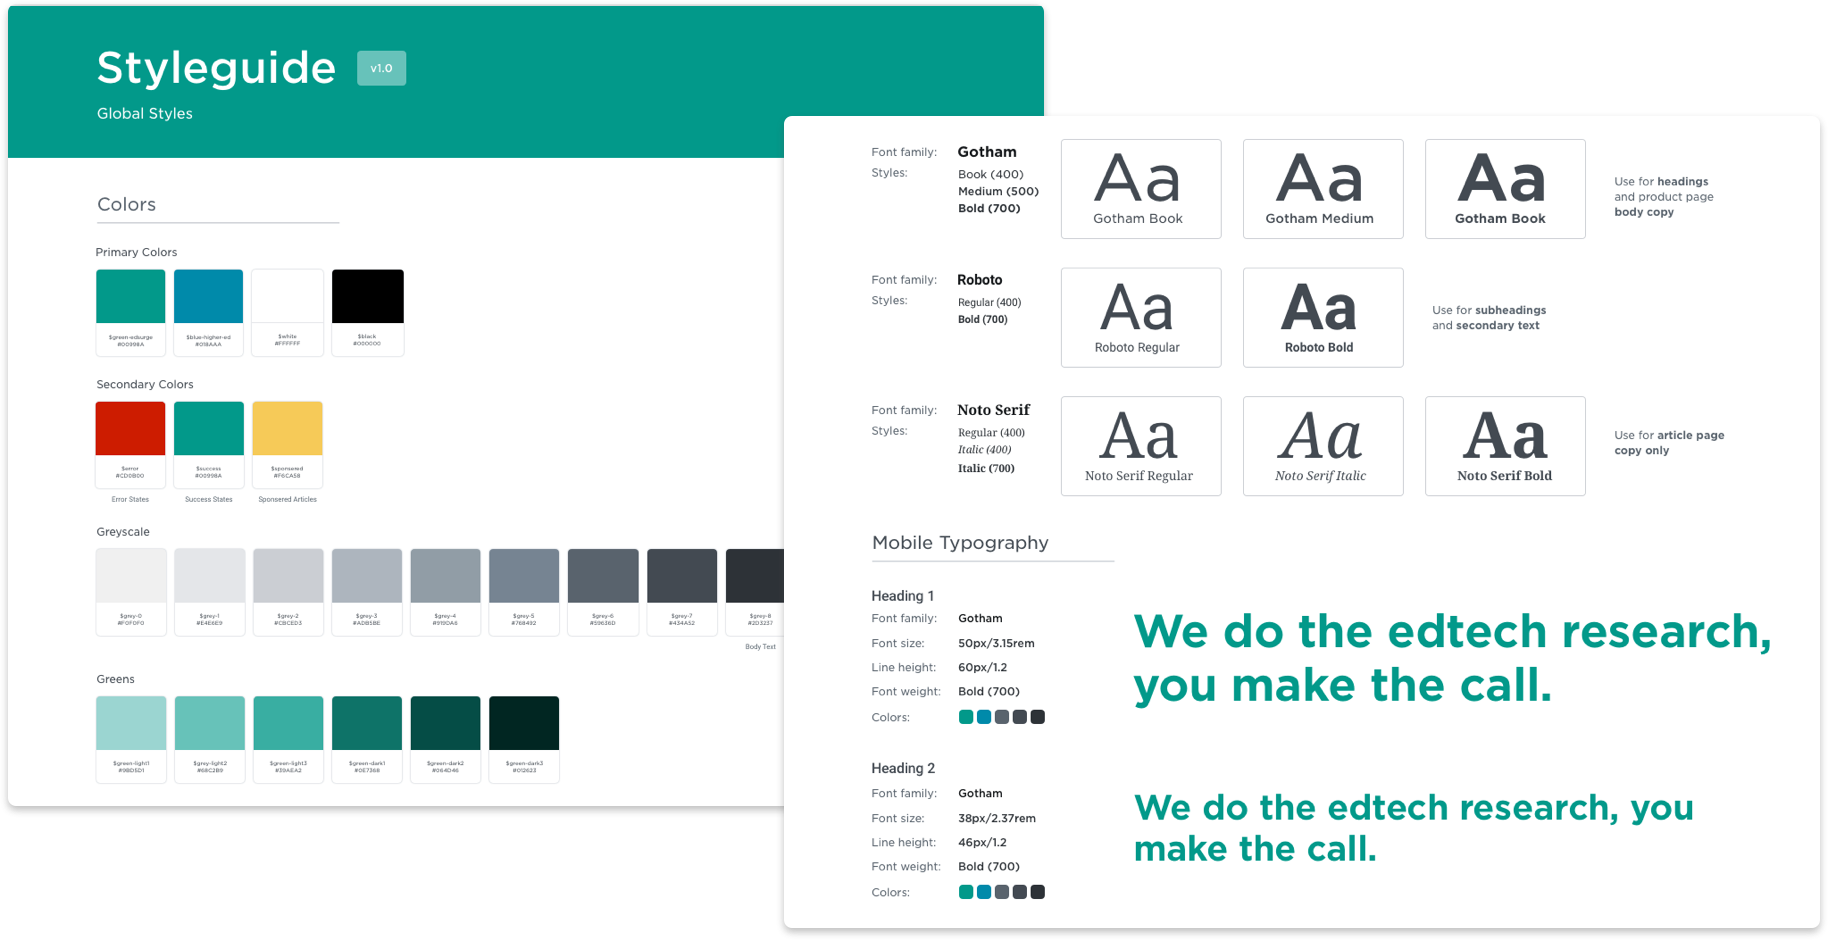 Styleguide
v1.0
Global Styles
Colors
Primary Colors
$green-edsurge
#00998A
$blue-higher-ed
#018AAA
$white
#FFFFFF
$black
#000000
Secondary Colors
$error
#CD0B00
$success
#00998A
$sponsored
#F6CA58
Error States
Success States
Sponsered Articles
Greyscale
$grey-0
#F0F0F0
$grey-1
#E4E6E9
$grey-2
#CBCED3
$grey-3
#ADB5BE
$grey-4
#919DA6
$grey-5
#768492
$grey-6
#59636D
$grey-7
#434A52
$grey-8
#2D3237
Body Text
Greens
$green-light1
#9BD5D1
$grey-light2
#68C2B9
$green-light3
#39AEA2
$green-dark1
#0E7368
$green-dark2
#064D46
$green-dark3
#012623
Font family: Gotham
Styles: Book (400)
Medium (500)
Bold (700)
Aa
Gotham Book
Aa
Gotham Medium
Aa
Gotham Book
Use for headings
and product page
body copy
Font family: Roboto
Styles: Regular (400)
Bold (700)
Aa
Roboto Regular
Aa
Roboto Bold
Use for subheadings
and secondary text
Font family: Noto Serif
Styles: Regular (400)
Italic (400)
Italic (700)
Aa
Noto Serif Regular
Aa
Noto Serif Italic
Aa
Noto Serif Bold
Use for article page
copy only
Mobile Typography
Heading 1
Font family: Gotham
Font size: 50px/3.15rem
Line height: 60px/1.2
Font weight: Bold (700)
Colors:
We do the edtech research,
you make the call.
Heading 2
Font family: Gotham
Font size: 38px/2.37rem
Line height: 46px/1.2
Font weight: Bold (700)
Colors:
We do the edtech research, you
make the call.